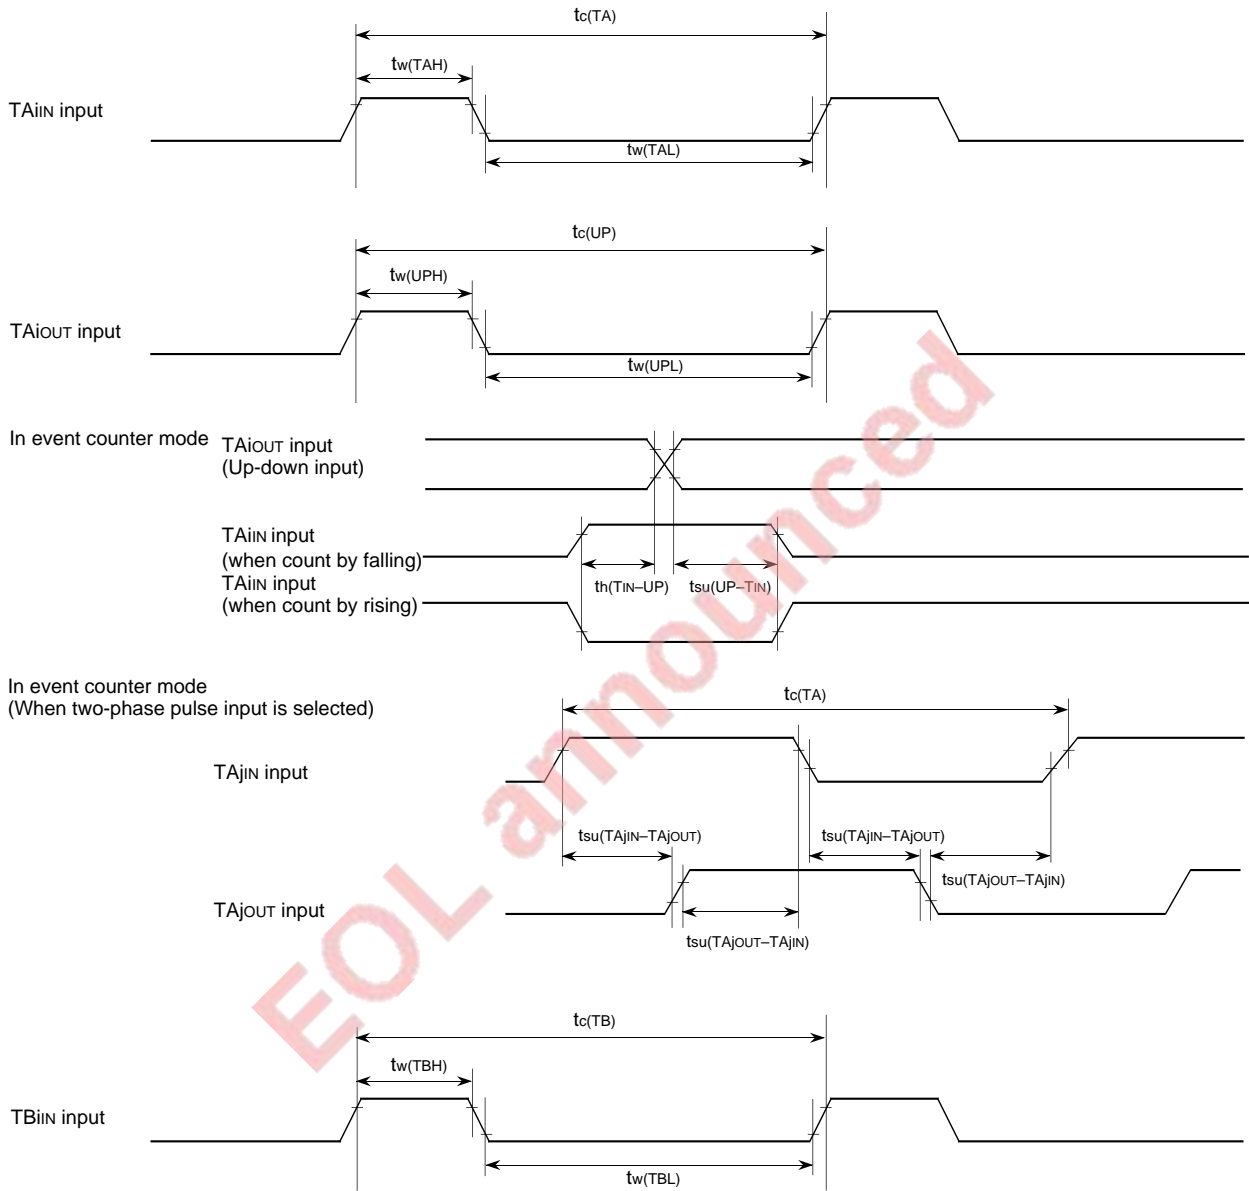 tc(TA)
tw(TAH)
TAiIN input
tw(TAL)
tc(UP)
tw(UPH)
TAiOUT input
tw(UPL)
In event counter mode
TAiOUT input
(Up-down input)
TAiIN input
(when count by falling)
th(TIN–UP)
tsu(UP–TIN)
TAiIN input
(when count by rising)
In event counter mode
(When two-phase pulse input is selected)
tc(TA)
TAjIN input
tsu(TAjIN–TAjOUT)
tsu(TAjIN–TAjOUT)
tsu(TAjOUT–TAjIN)
TAjOUT input
tsu(TAjOUT–TAjIN)
tc(TB)
tw(TBH)
TBiIN input
tw(TBL)
EOL announced